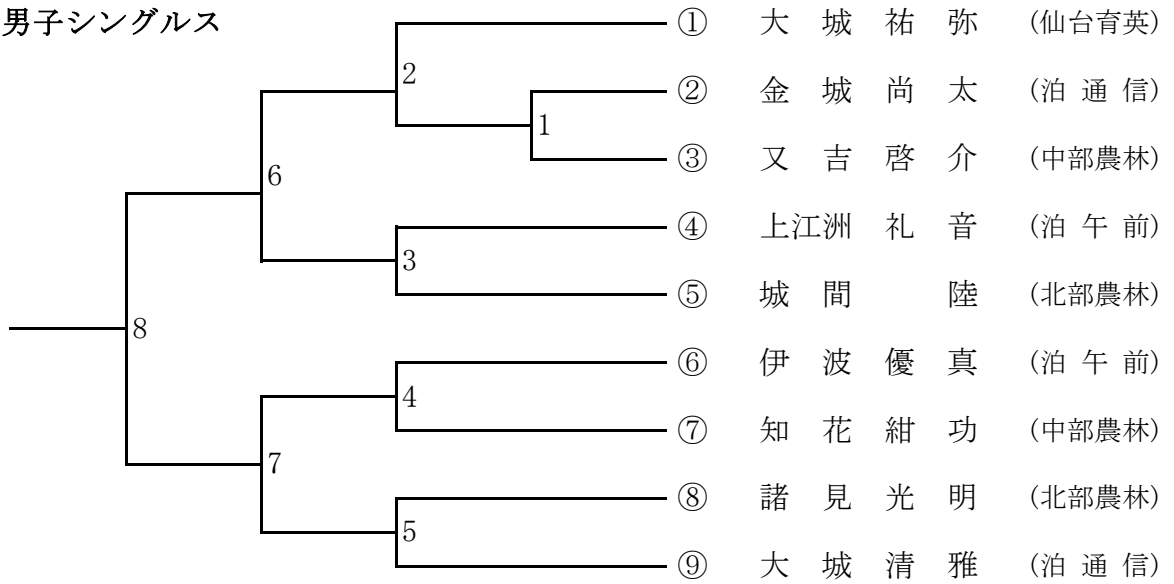 男子シングルス
① 大城祐弥 (仙台育英)
2
② 金城尚太 (泊通信)
1
③ 又吉啓介 (中部農林)
6
④ 上江洲礼音 (泊午前)
3
⑤ 城間 陸 (北部農林)
8
⑥ 伊波優真 (泊午前)
4
⑦ 知花紺功 (中部農林)
7
⑧ 諸見光明 (北部農林)
5
⑨ 大城清雅 (泊通信)